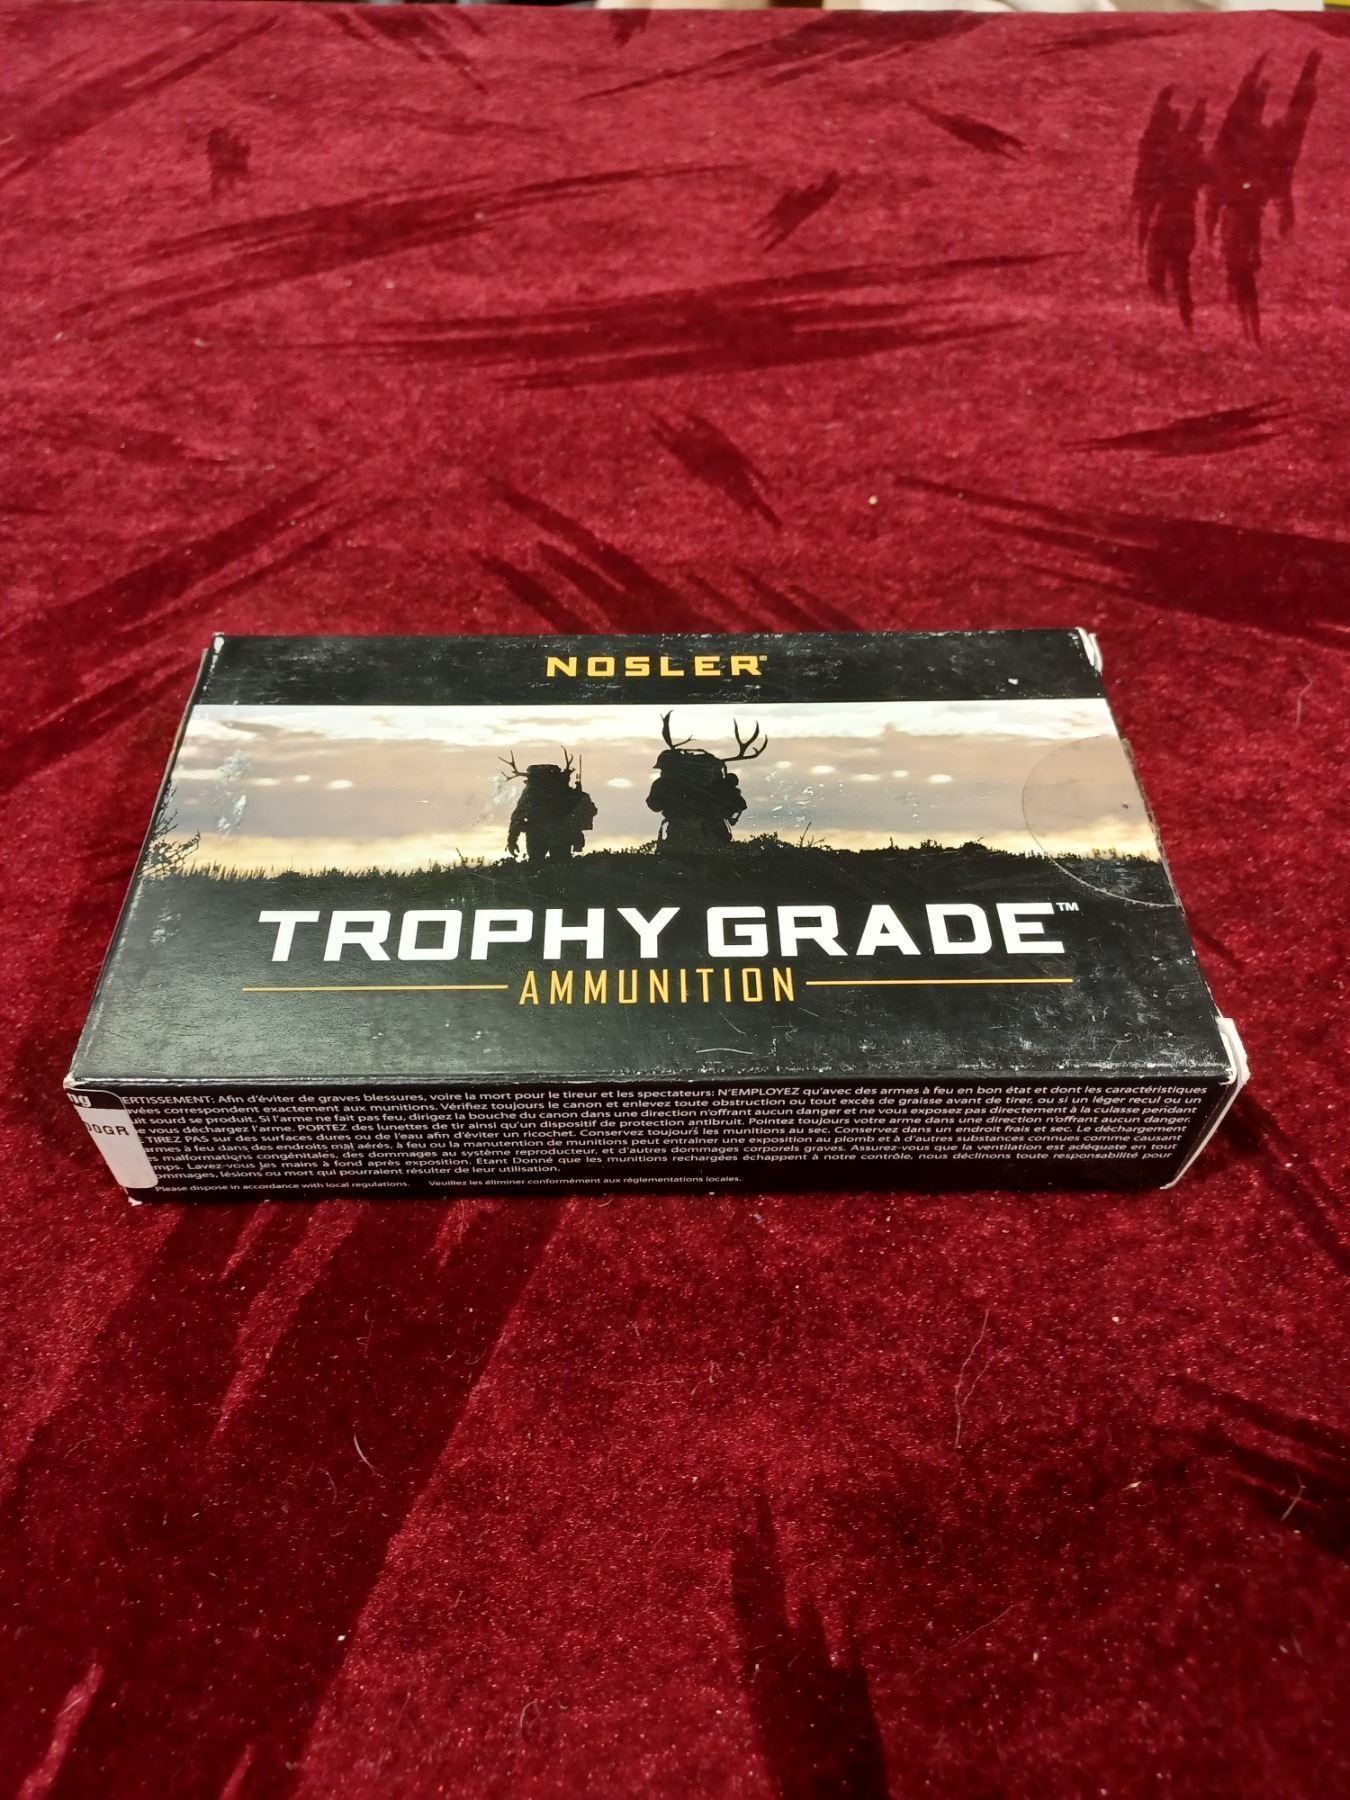 NOSLER®
TROPHY GRADE™
AMMUNITION
ng
00GR
ERTISSEMENT: Afin d'éviter de graves blessures, voire la mort pour le tireur et les spectateurs: N'EMPLOYEZ qu'avec des armes à feu en bon état et dont les caractéristiques
vées correspondent exactement aux munitions. Vérifiez toujours le canon et enlevez toute obstruction ou tout excés de graisse avant de tirer, ou si un léger recul ou un
uit sourd se produit. Si l'arme ne fait pas feu, dirigez la bouche du canon dans une direction n'offrant aucun danger et ne vous exposez pas directement à la culasse pendant
e vous déchargez l'arme. PORTEZ des lunettes de tir ainsi qu'un dispositif de protection antibruit. Pointez toujours votre arme dans une direction n'offrant aucun danger.
E TIREZ PAS sur des surfaces dures ou de l'eau afin d'éviter un ricochet. Conservez toujours les munitions au sec. Conservez dans un endroit frais et sec. Le déchargement
armes à feu dans des endroits mal aérés, à feu ou la manutention de munitions peut entraîner une exposition au plomb et à d'autres substances connues comme causant
s malformations congénitales, des dommages au système reproducteur, et d'autres dommages corporels graves. Assurez-vous que la ventilation est adéquate en tout
mps. Lavez-vous les mains à fond après exposition. Etant Donné que les munitions rechargées échappent à notre contrôle, nous déclinons toute responsabilité pour
ommages, lésions ou mort qui pourraient résulter de leur utilisation.
Please dispose in accordance with local regulations. Veuillez les éliminer conformément aux réglementations locales.